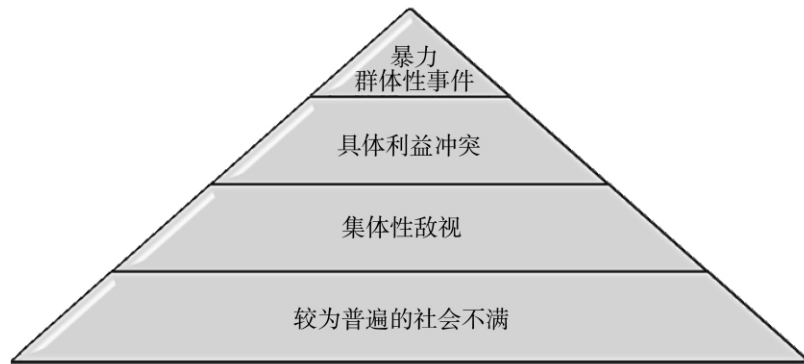 暴力
群体性事件
具体利益冲突
集体性敌视
较为普遍的社会不满